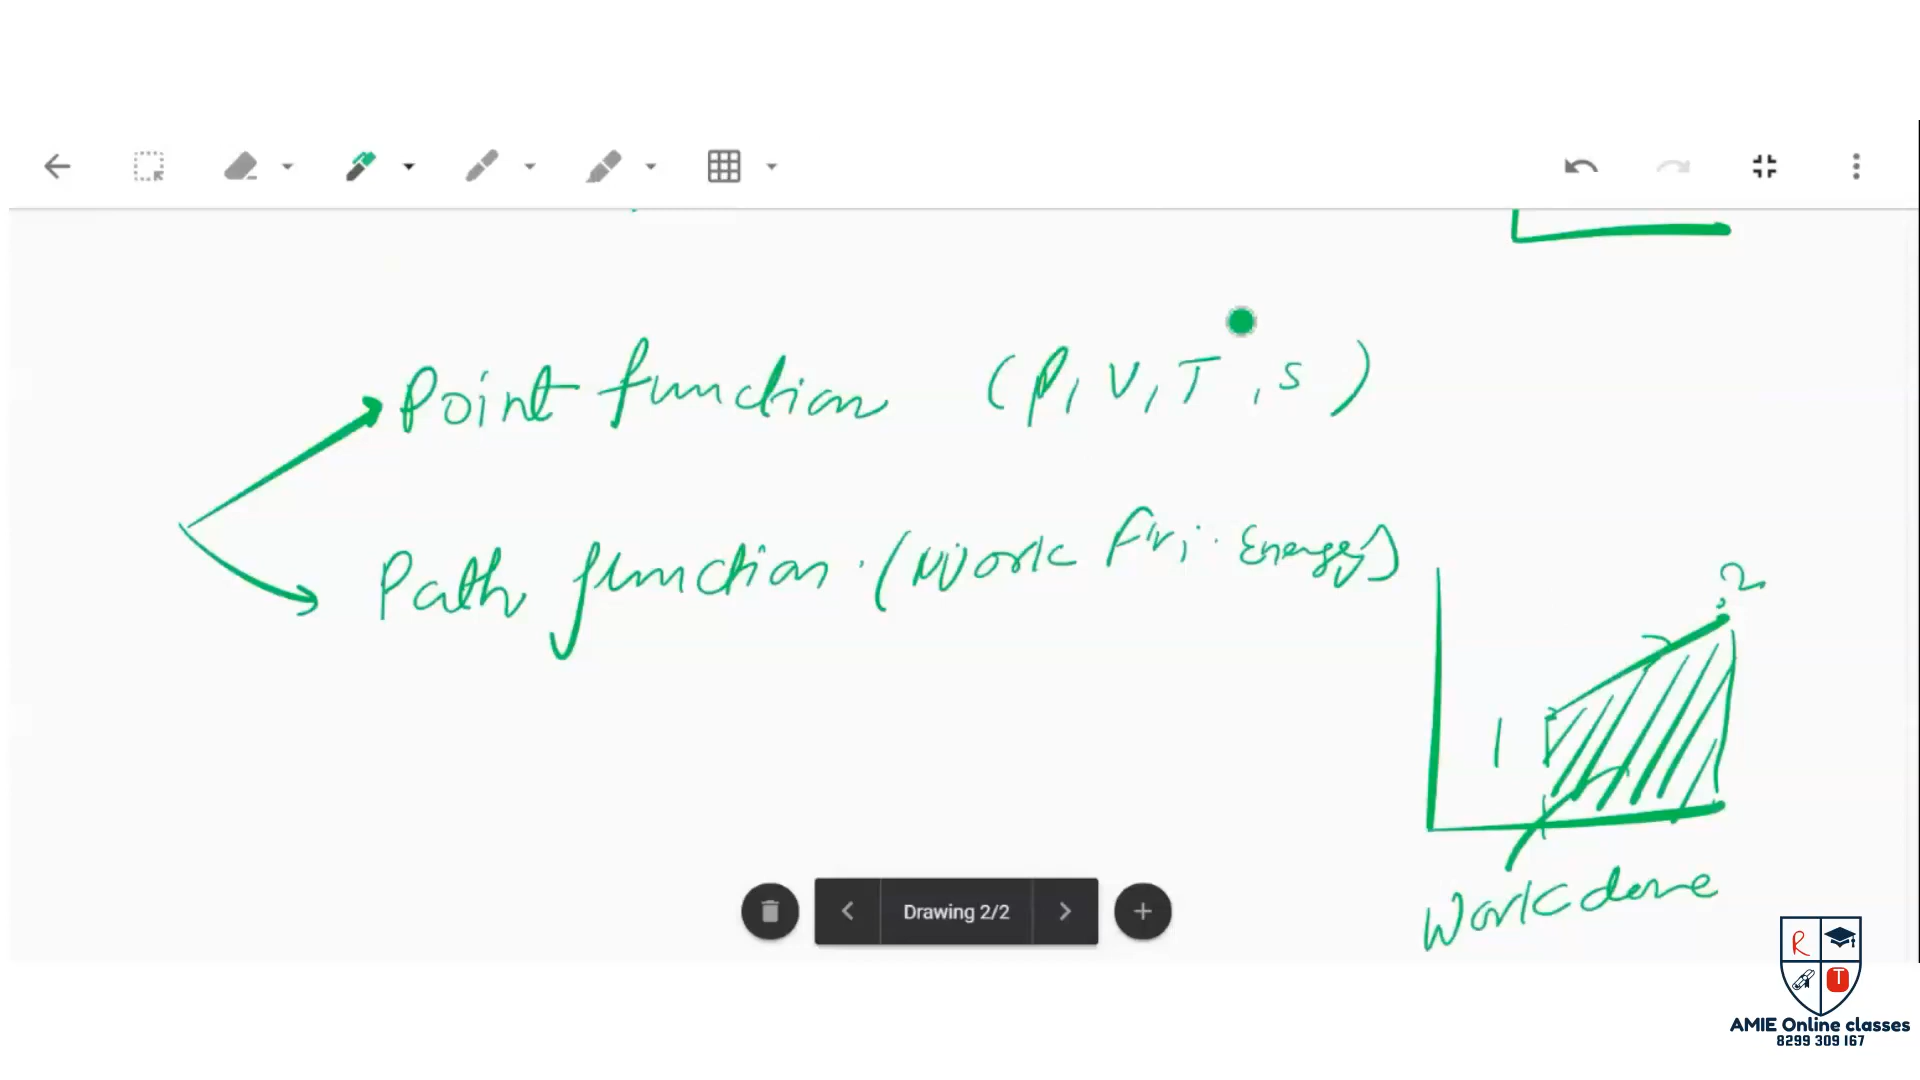 Point function (P, V, T, s)
Path function. (Work Fri. Energy)
2
1
Drawing 2/2
Work done
R
T
AMIE Online classes
8299 309 167